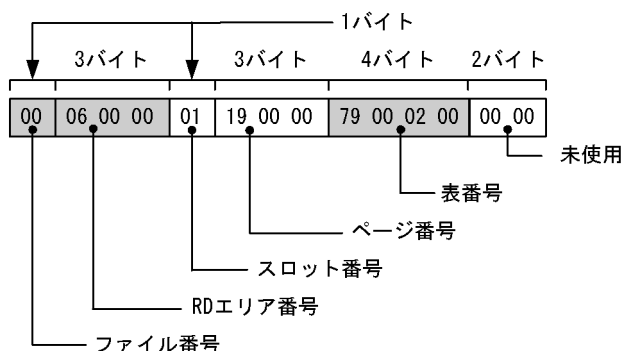 1バイト
3バイト 3バイト 4バイト 2バイト
00 06 00 00 01 19 00 00 79 00 02 00 00 00
未使用
表番号
ページ番号
スロット番号
RDエリア番号
ファイル番号